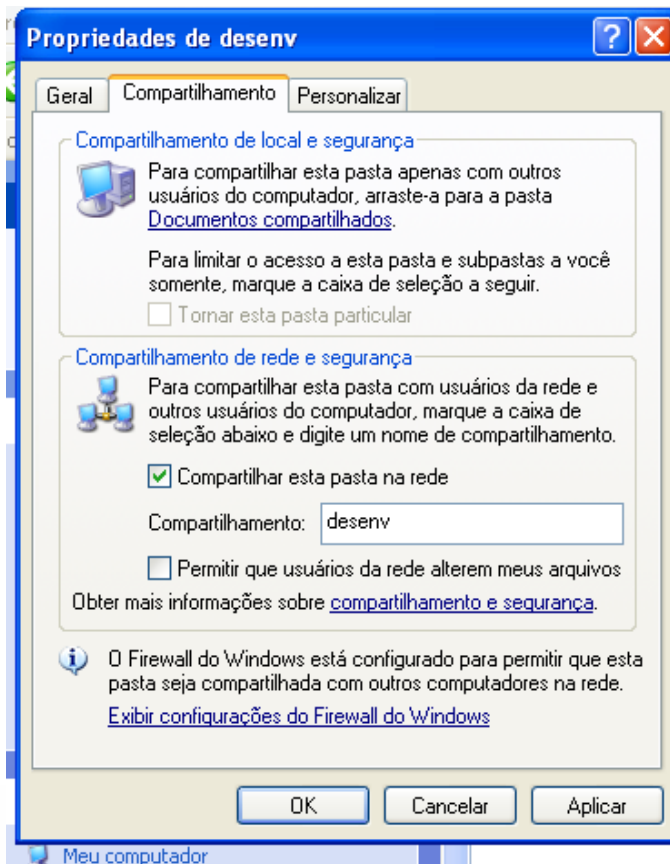 Propriedades de desenv
Geral
Compartilhamento
Personalizar
Compartilhamento de local e segurança
Para compartilhar esta pasta apenas com outros
usuários do computador, arraste-a para a pasta
Documentos compartilhados.
Para limitar o acesso a esta pasta e subpastas a você
somente, marque a caixa de seleção a seguir.
Tornar esta pasta particular
Compartilhamento de rede e segurança
Para compartilhar esta pasta com usuários da rede e
outros usuários do computador, marque a caixa de
seleção abaixo e digite um nome de compartilhamento.
Compartilhar esta pasta na rede
Compartilhamento: desenv
Permitir que usuários da rede alterem meus arquivos
Obter mais informações sobre compartilhamento e segurança.
O Firewall do Windows está configurado para permitir que esta
pasta seja compartilhada com outros computadores na rede.
Exibir configurações do Firewall do Windows
OK
Cancelar
Aplicar
Meu computador